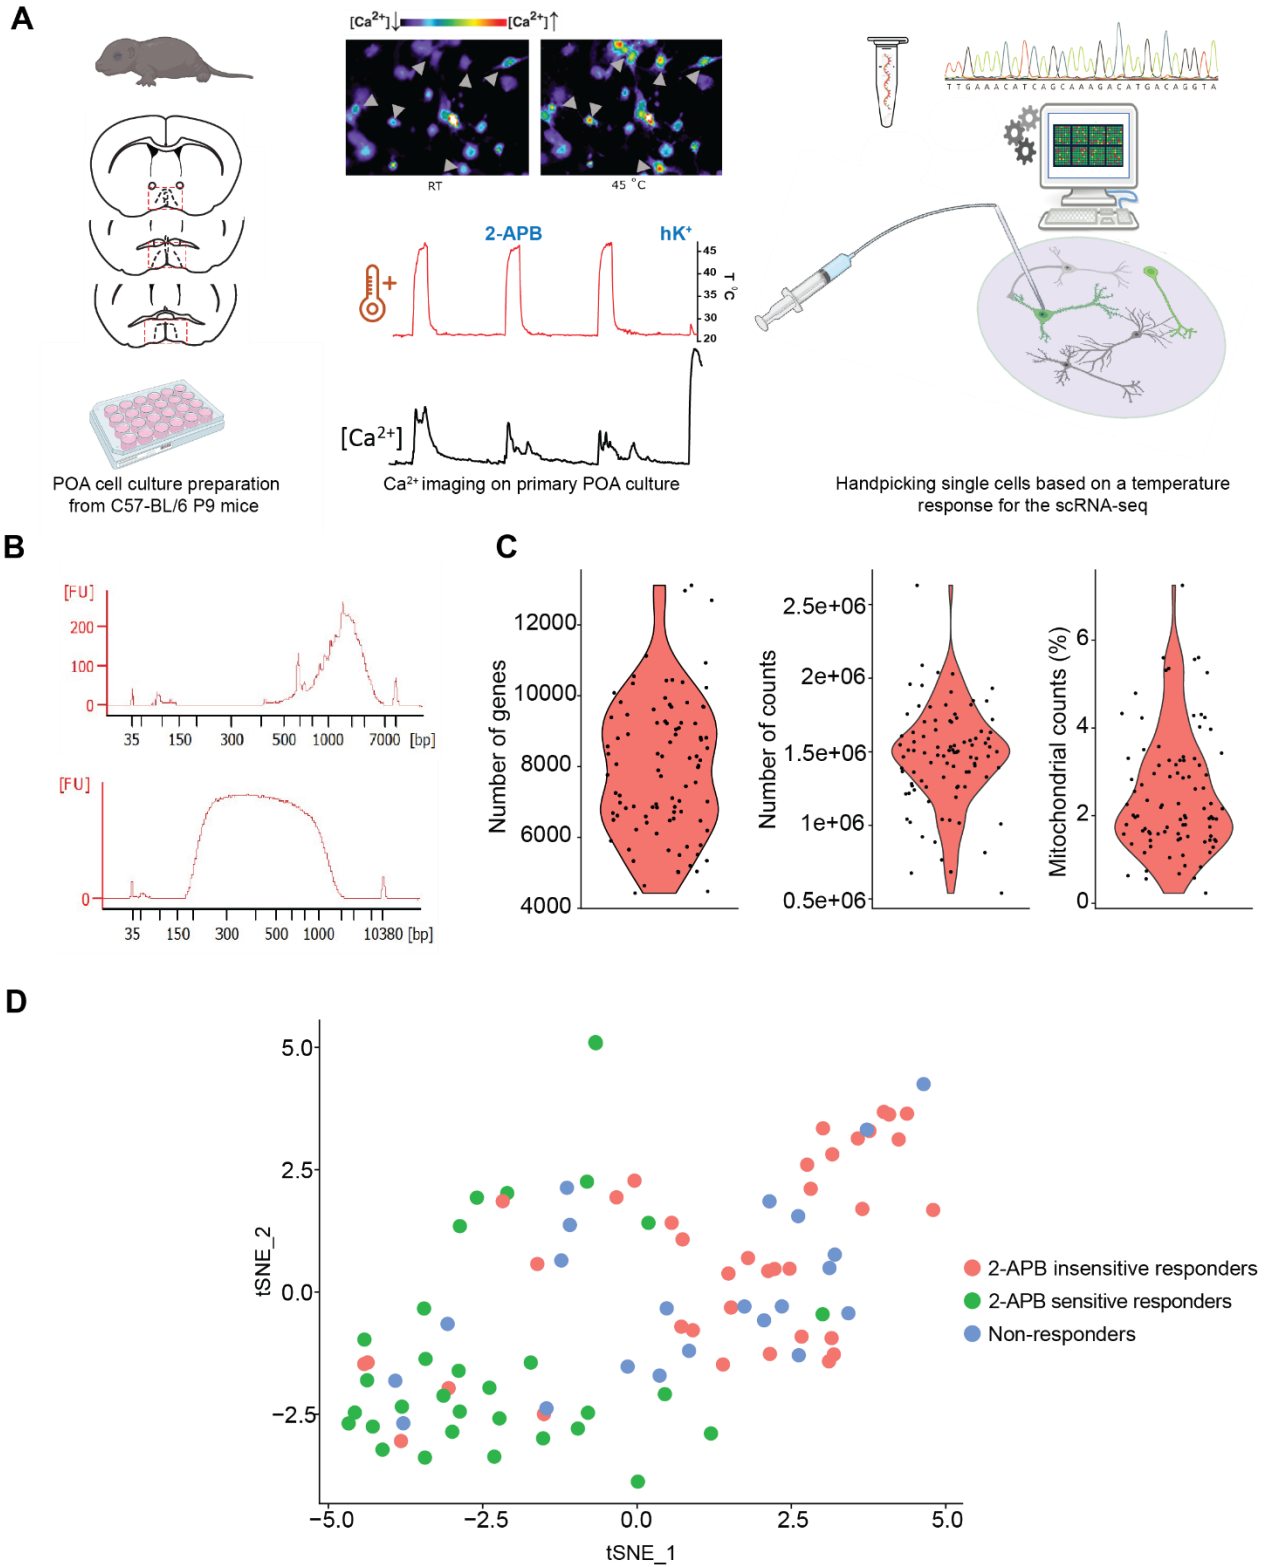 A
[Ca²⁺]↓ [Ca²⁺]↑
RT
45 °C
2-APB
hK⁺
45
40
35
30
20
T °C
[Ca²⁺]
TTGAAACATCAGCAAAGACATGACAGGTA
POA cell culture preparation
from C57-BL/6 P9 mice
Ca²⁺ imaging on primary POA culture
Handpicking single cells based on a temperature
response for the scRNA-seq
B
[FU]
200
100
0
35 150 300 500 1000 7000 [bp]
[FU]
0
35 150 300 500 1000 10380 [bp]
C
Number of genes
12000
10000
8000
6000
4000
Number of counts
2.5e+06
2e+06
1.5e+06
1e+06
0.5e+06
Mitochondrial counts (%)
6
4
2
0
D
tSNE_2
5.0
2.5
0.0
−2.5
−5.0 −2.5 0.0 2.5 5.0
tSNE_1
2-APB insensitive responders
2-APB sensitive responders
Non-responders